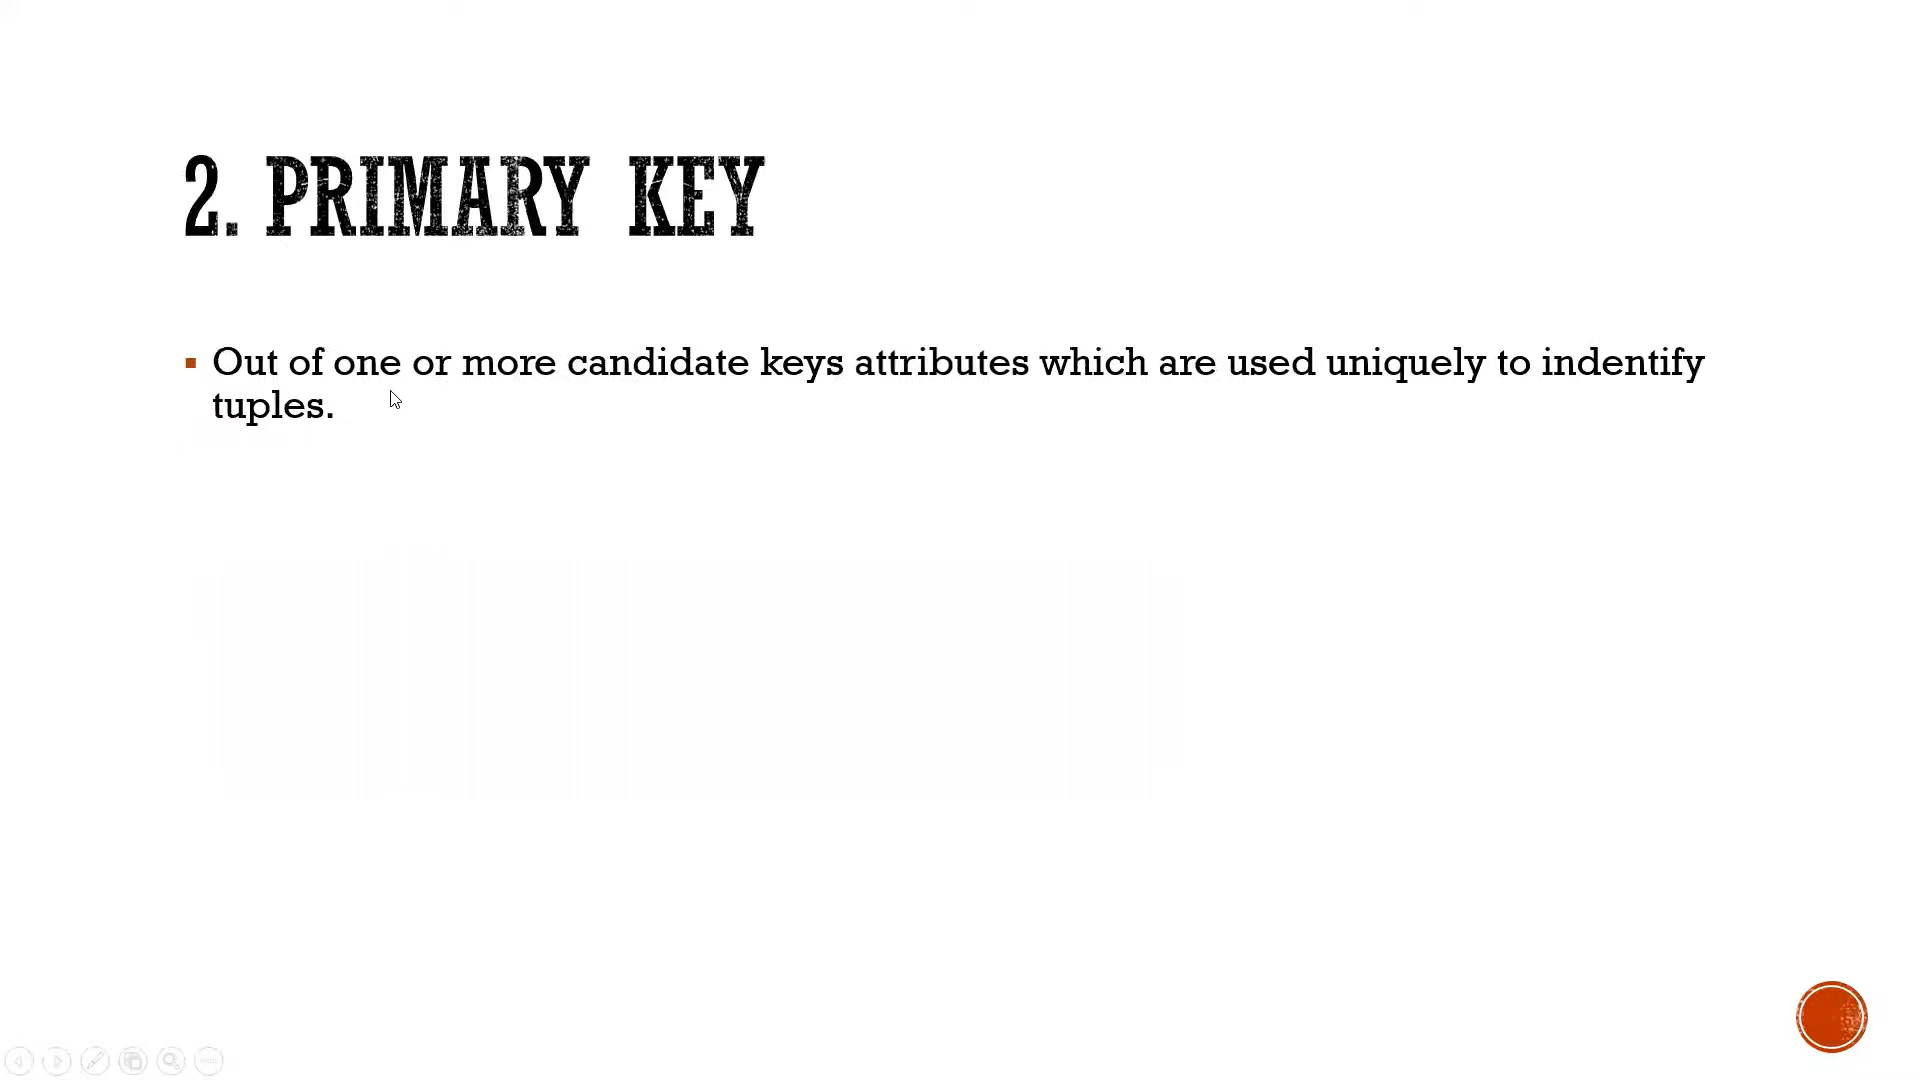 2. PRIMARY KEY
▪ Out of one or more candidate keys attributes which are used uniquely to indentify
tuples.